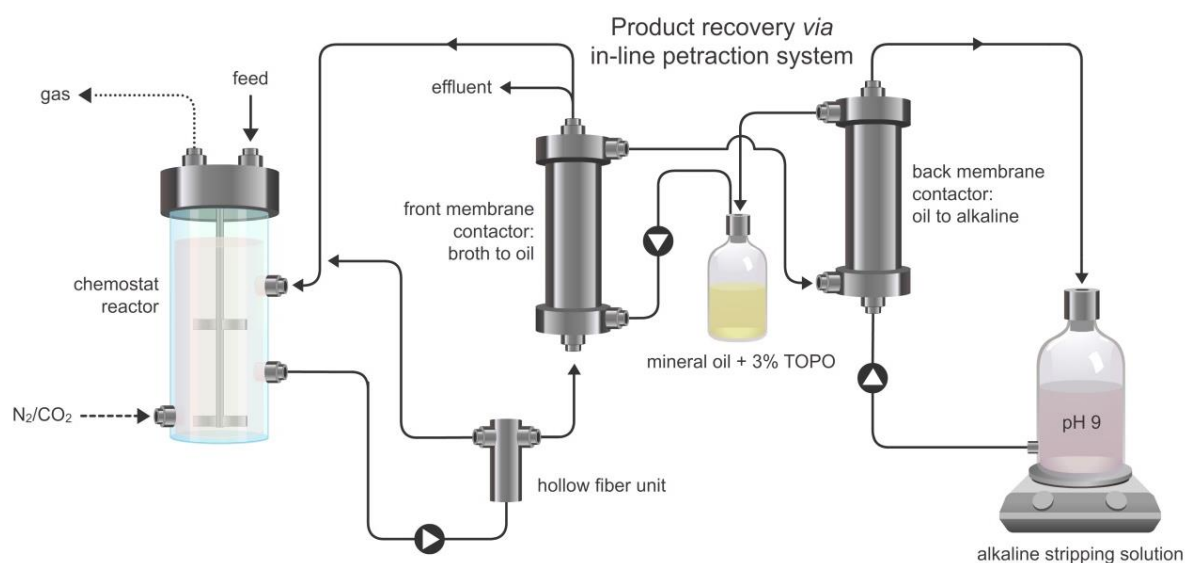 Product recovery via
in-line petraction system
gas
feed
effluent
chemostat
reactor
N₂/CO₂
front membrane
contactor:
broth to oil
hollow fiber unit
mineral oil + 3% TOPO
back membrane
contactor:
oil to alkaline
pH 9
alkaline stripping solution